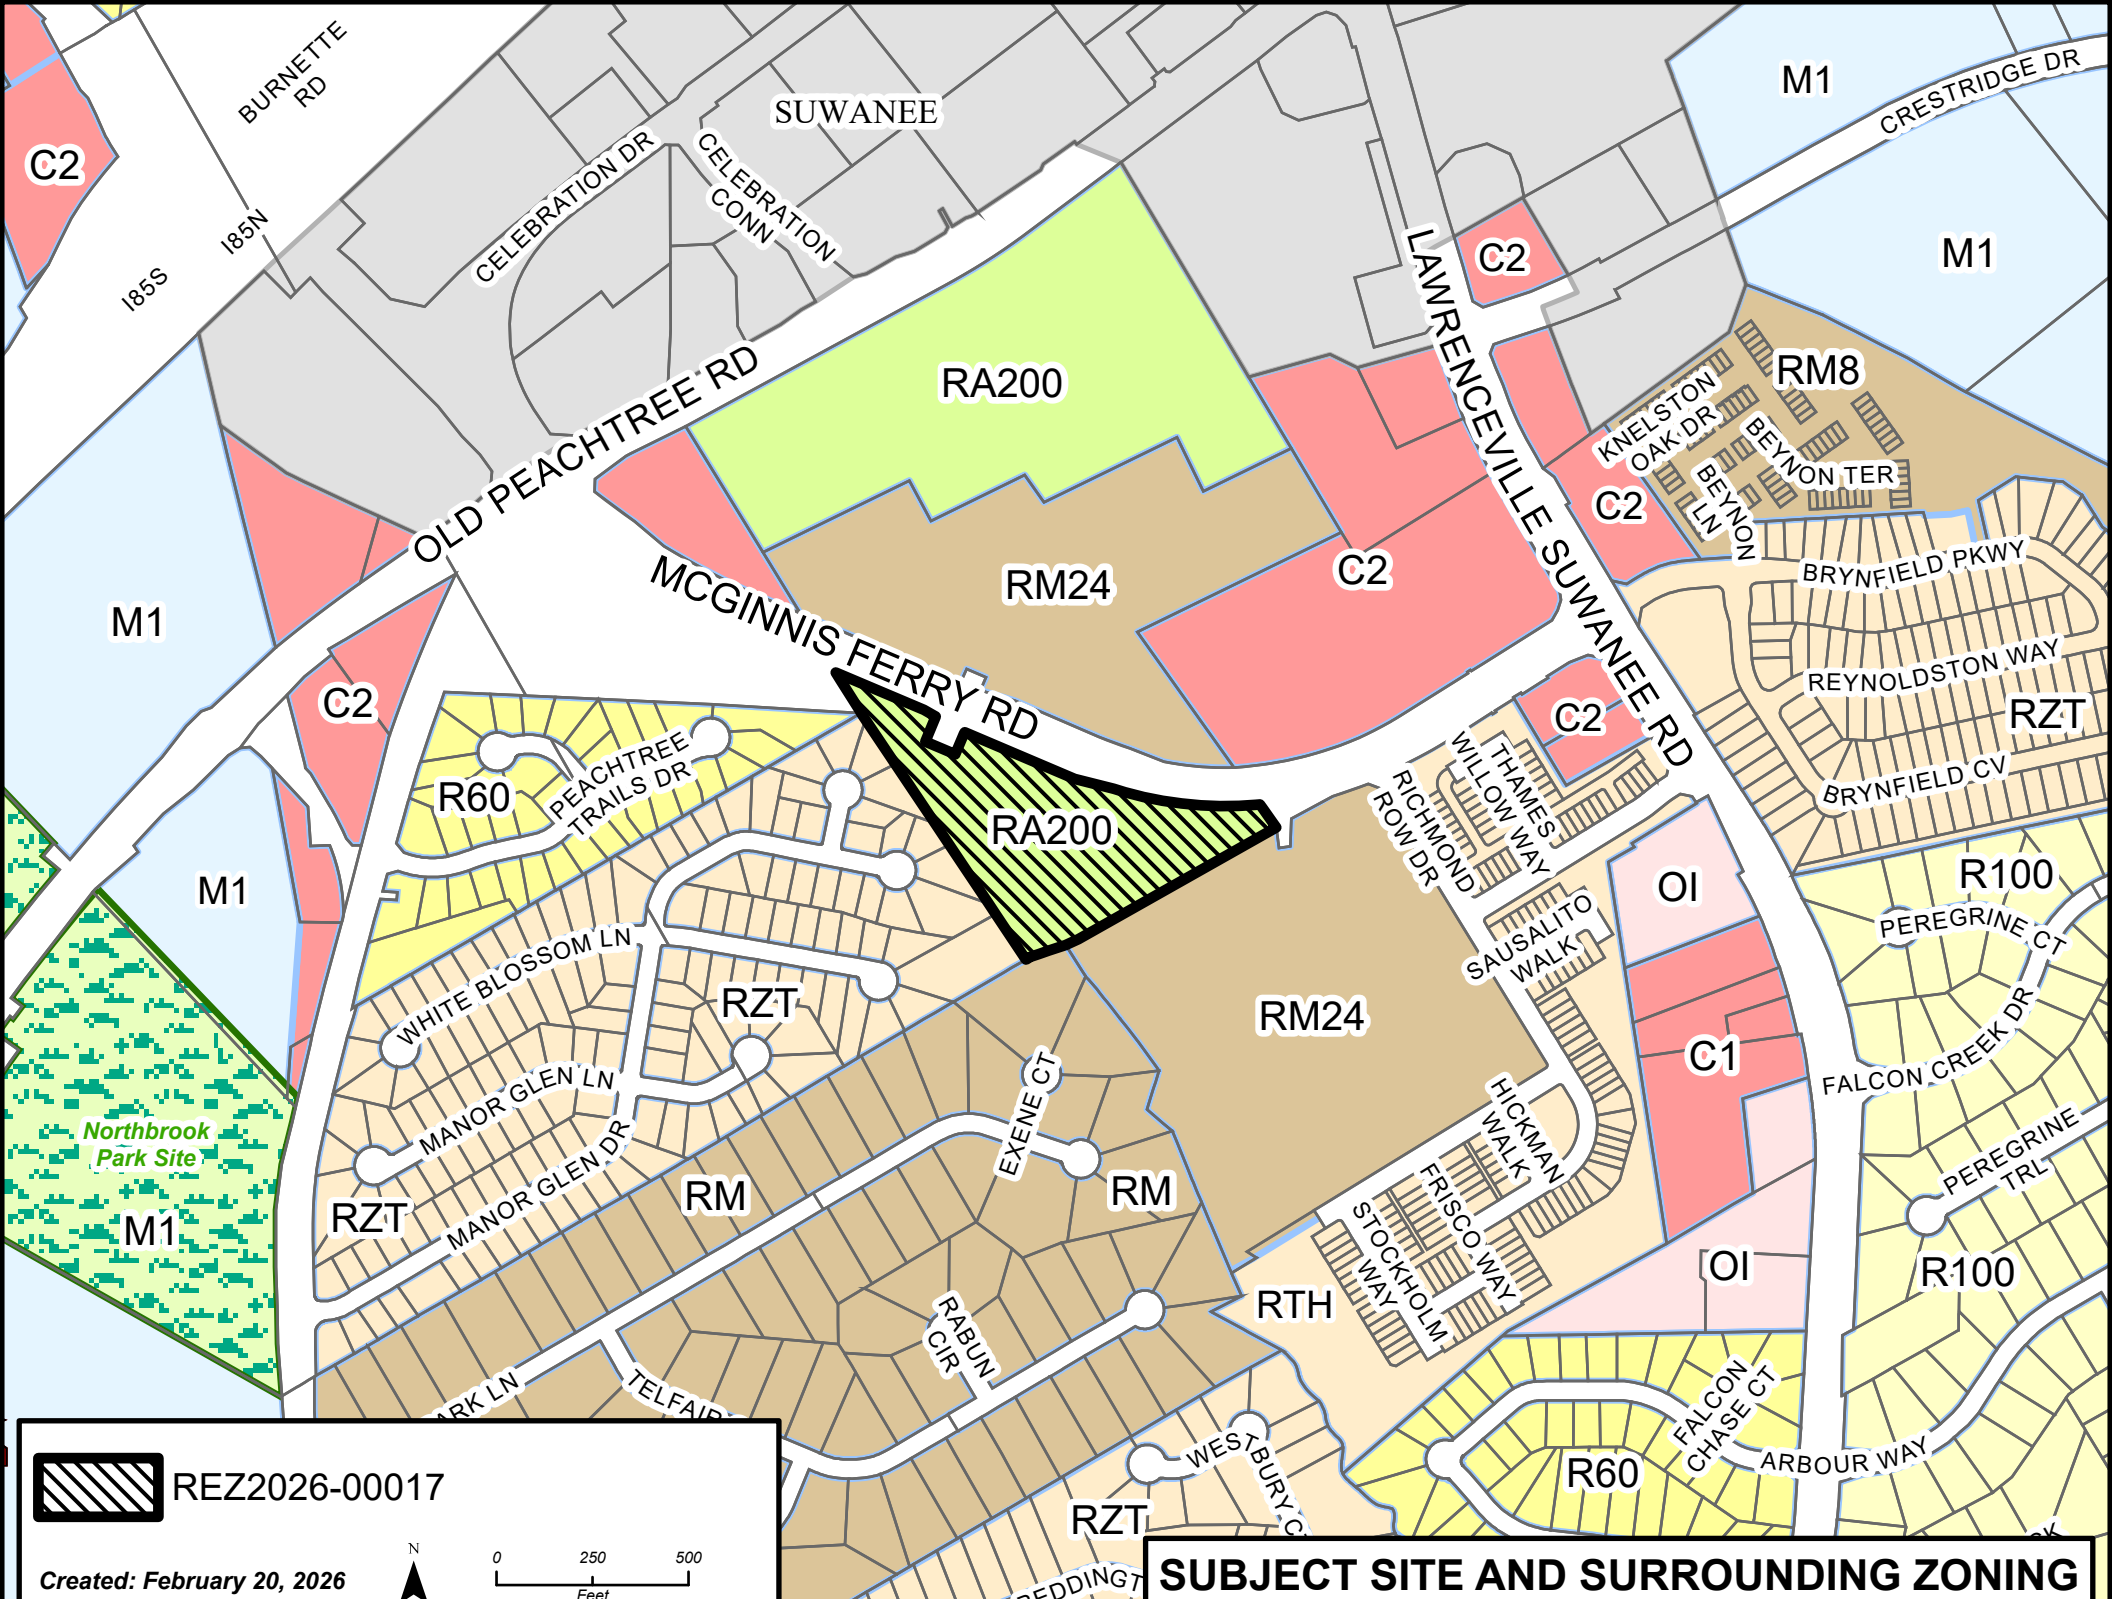 BURNETTE
RD
SUWANEE
M1
CRESTRIDGE DR
C2
CELEBRATION DR
CELEBRATION
CONN
I85N
I85S
C2
M1
LAWRENCEVILLE SUWANEE RD
RA200
OLD PEACHTREE RD
RM8
KNELSTON
OAK DR
BEYNON TER
BEYNON
LN
C2
MCGINNIS FERRY RD
RM24
C2
BRYNFIELD PKWY
M1
REYNOLDSTON WAY
RZT
C2
C2
BRYNFIELD CV
R60
PEACHTREE
TRAILS DR
RA200
RICHMOND
ROW DR
WILLOW WAY
THAMES
M1
OI
R100
PEREGRINE CT
WHITE BLOSSOM LN
SAUSALITO
WALK
RZT
RM24
C1
FALCON CREEK DR
MANOR GLEN LN
EXENE CT
HICKMAN
WALK
Northbrook
Park Site
M1
MANOR GLEN DR
RZT
RM
RM
FRISCO WAY
STOCKHOLM
WAY
PEREGRINE
TRL
OI
R100
RTH
RABUN
CIR
ARK LN
TELFAIR
FALCON
CHASE CT
ARBOUR WAY
WESTBURY C
R60
RZT
REZ2026-00017
N
0 250 500
Feet
Created: February 20, 2026
EDDINGT
SUBJECT SITE AND SURROUNDING ZONING